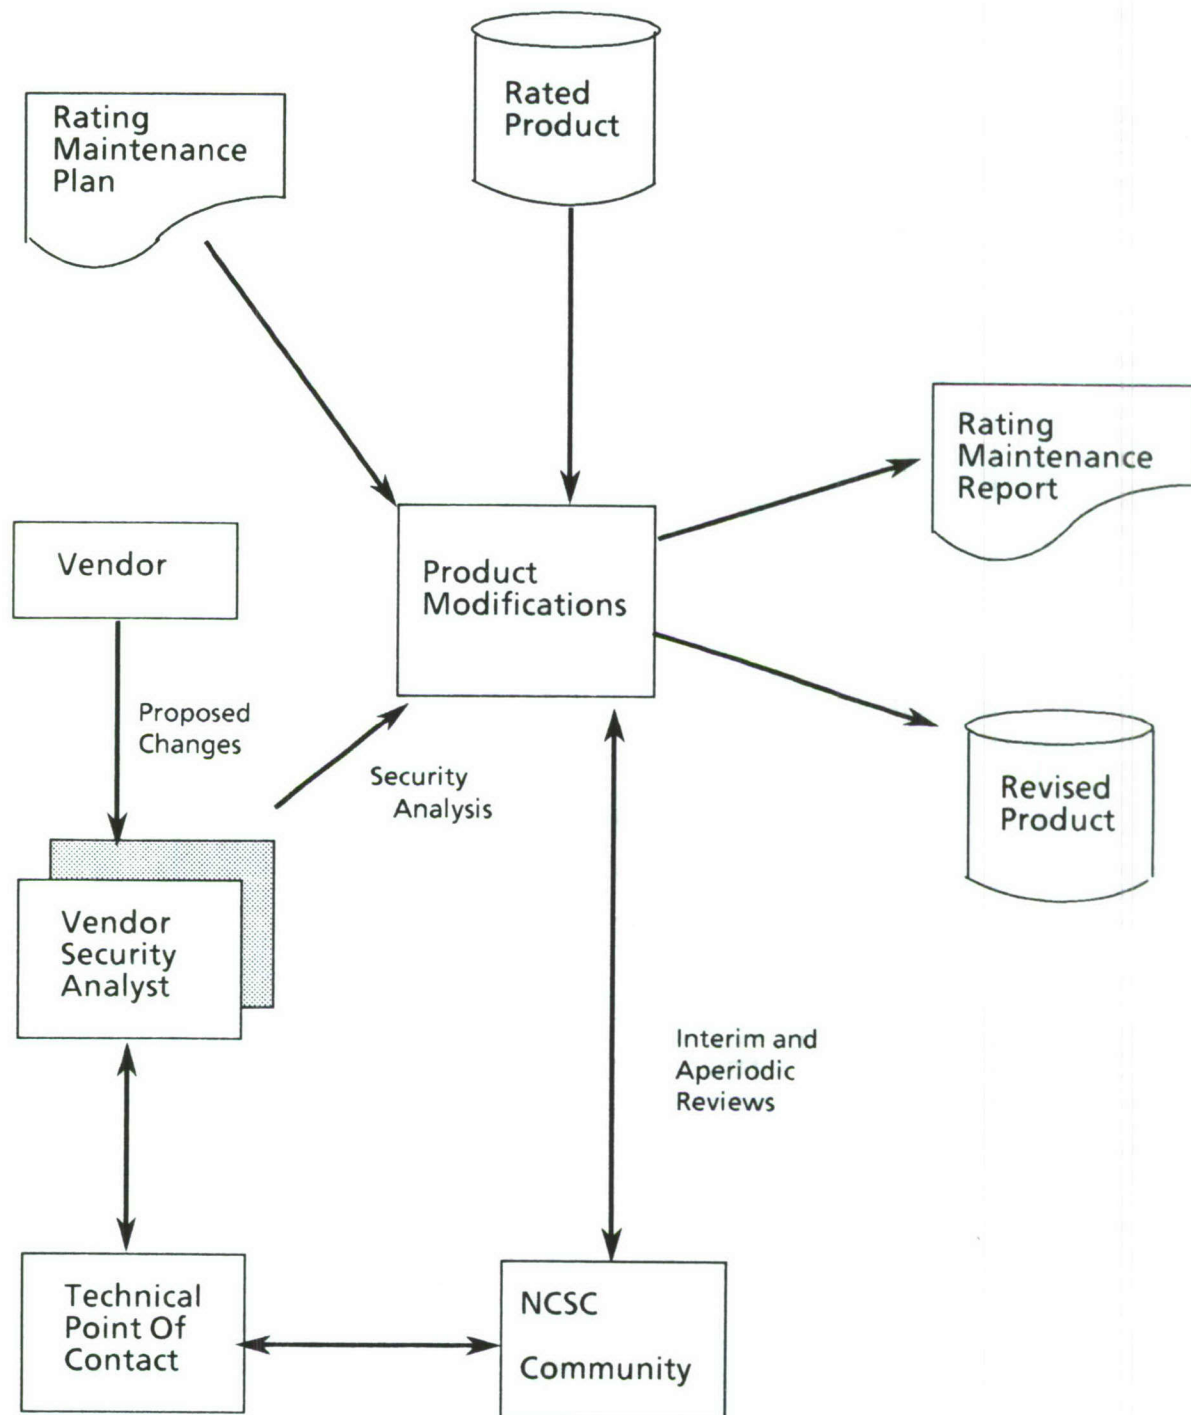 Rated
Product
Rating
Maintenance
Plan
Rating
Maintenance
Report
Vendor
Product
Modifications
Proposed
Changes
Security
Analysis
Revised
Product
Vendor
Security
Analyst
Interim and
Aperiodic
Reviews
Technical
Point Of
Contact
NCSC
Community